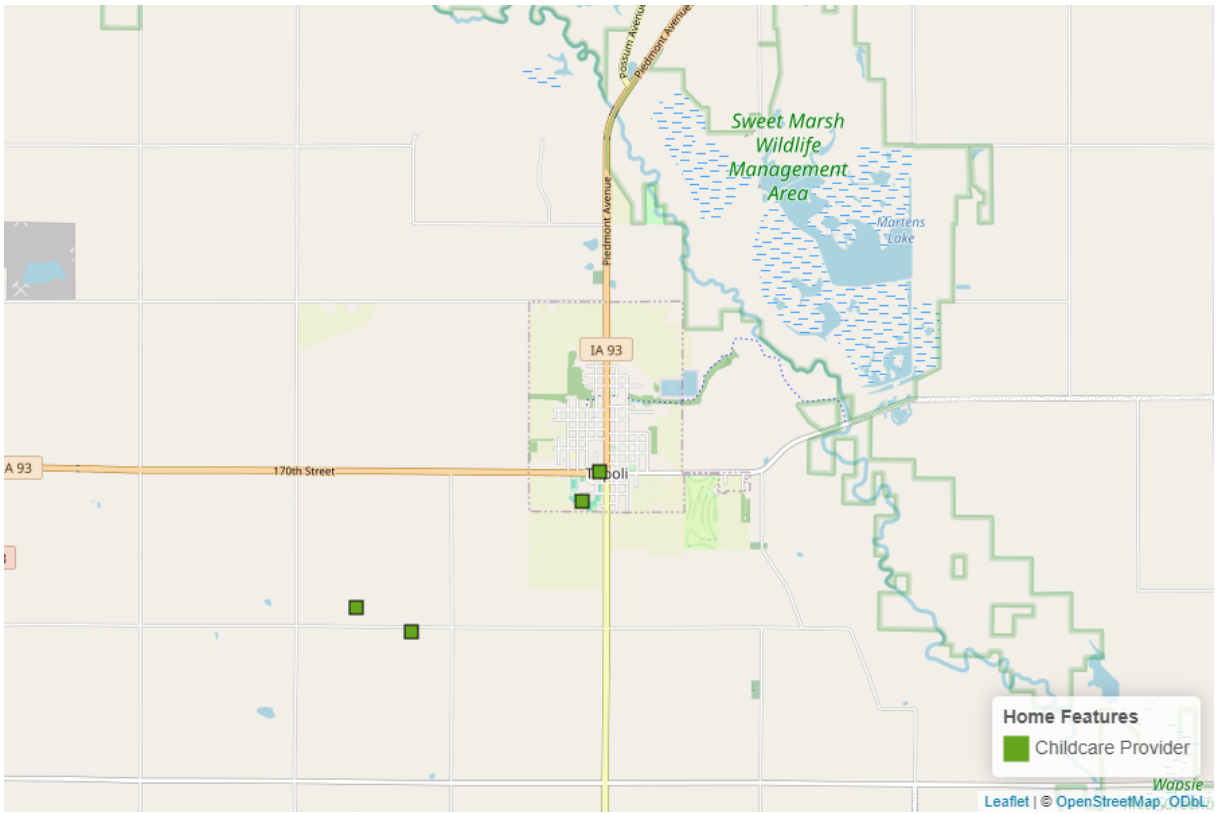 Possum Avenue
Piedmont Avenue
Sweet Marsh
Wildlife
Management
Area
Piedmont Avenue
Martens
Lake
IA 93
A 93
170th Street
T poli
Home Features
Childcare Provider
Wapsie
Leaflet | © OpenStreetMap, ODbL